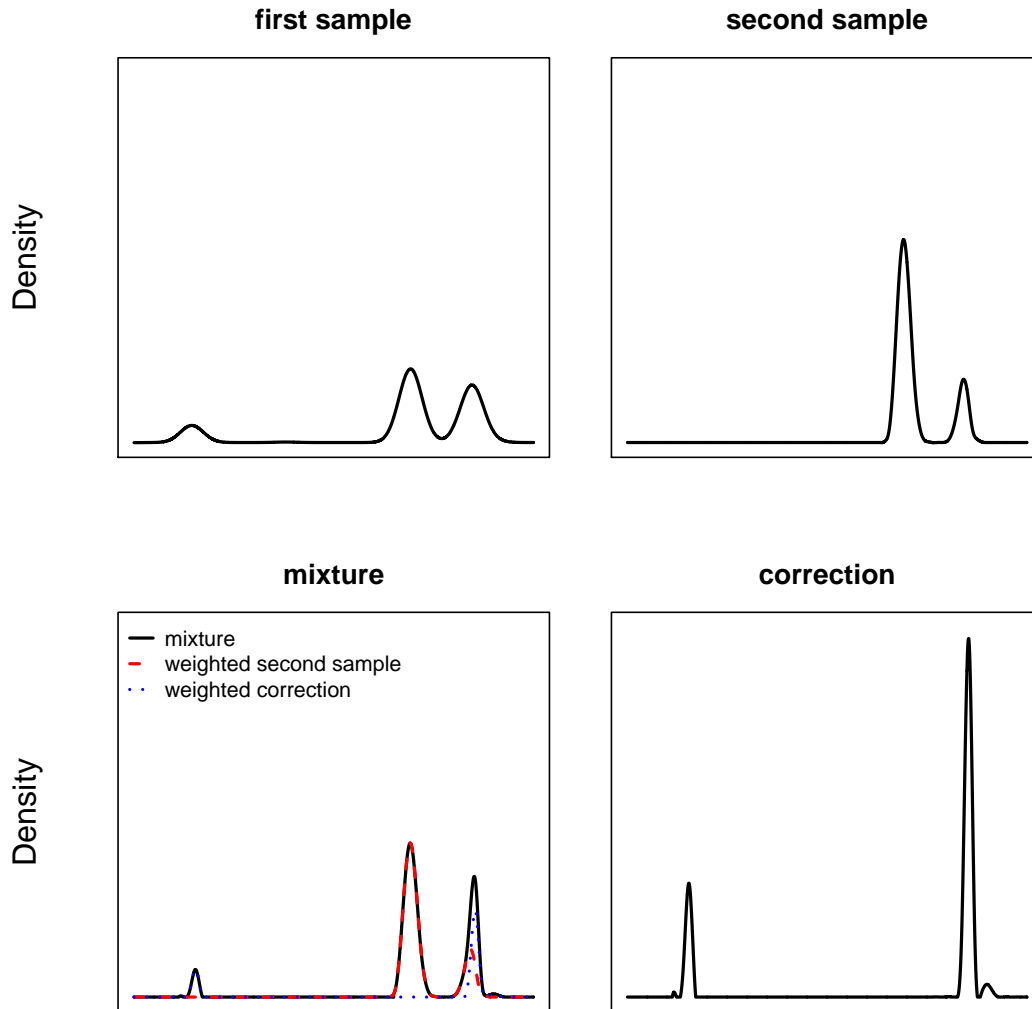 first sample
second sample
Density
mixture
correction
mixture
weighted second sample
weighted correction
Density